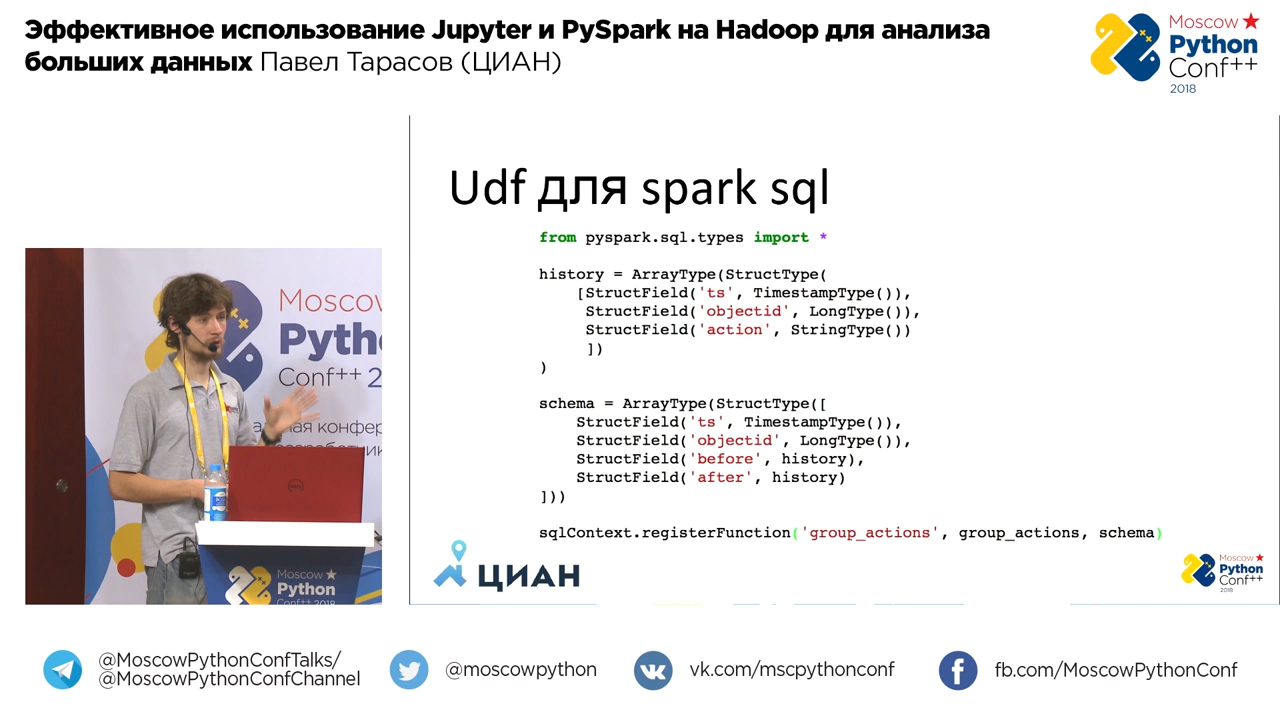 Эффективное использование Jupyter и PySpark на Hadoop для анализа
больших данных Павел Тарасов (ЦИАН)
Moscow
Python
Conf++
2018
Udf для spark sql
from pyspark.sql.types import *
history = ArrayType(StructType(
[StructField('ts', TimestampType()),
StructField('objectid', LongType()),
StructField('action', StringType())
])
)
schema = ArrayType(StructType([
StructField('ts', TimestampType()),
StructField('objectid', LongType()),
StructField('before', history),
StructField('after', history)
]))
sqlContext.registerFunction('group_actions', group_actions, schema)
ЦИАН
Moscow
Python
Conf++
2018
Moscow
Pyth
Conf++ 2
ная конфер
Moscow
Python
Conf++ 2018
@MoscowPythonConfTalks/
@MoscowPythonConfChannel
@moscowpython
vk.com/mscpythonconf
fb.com/MoscowPythonConf